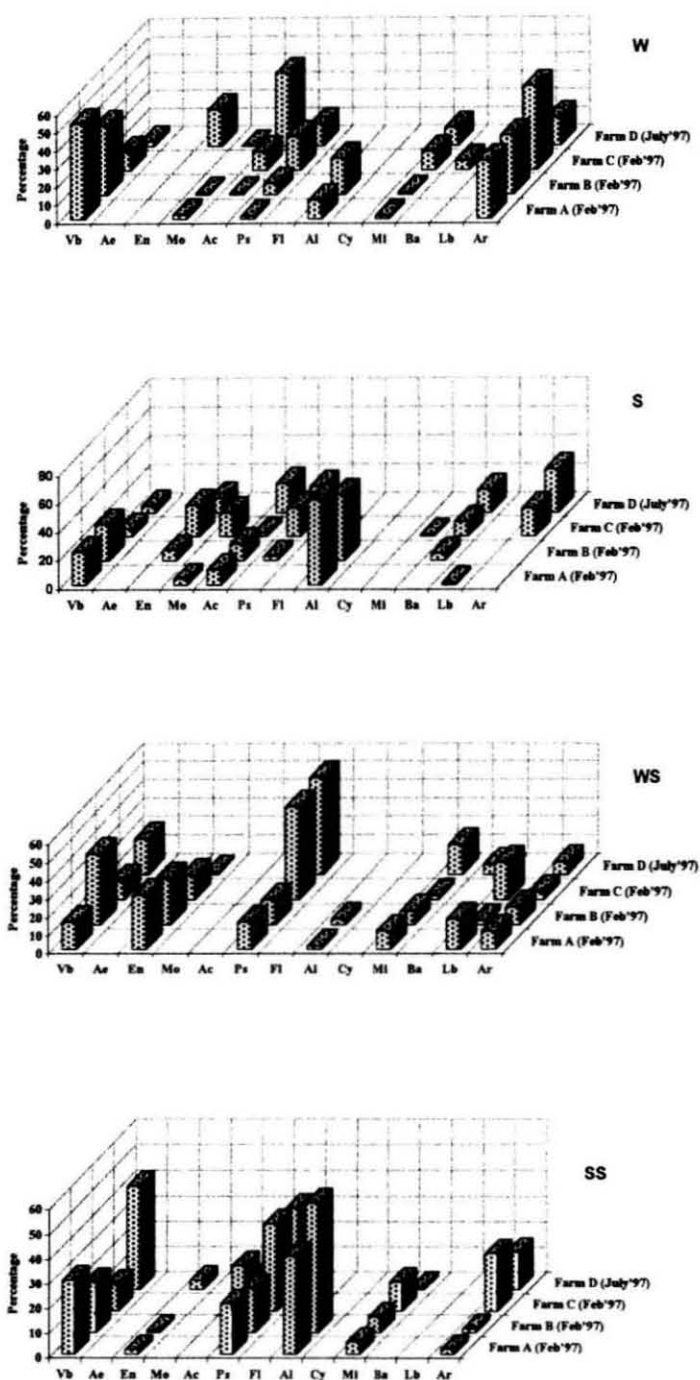 W
Percentage
60
50
40
30
20
10
0
Vb Ae En Mo Ac Ps Fl Al Cy Mi Ba Lb Ar
Farm D (July'97)
Farm C (Feb'97)
Farm B (Feb'97)
Farm A (Feb'97)
S
Percentage
80
60
40
20
0
Vb Ae En Mo Ac Ps Fl Al Cy Mi Ba Lb Ar
Farm D (July'97)
Farm C (Feb'97)
Farm B (Feb'97)
Farm A (Feb'97)
WS
Percentage
60
50
40
30
20
10
0
Vb Ae En Mo Ac Ps Fl Al Cy Mi Ba Lb Ar
Farm D (July'97)
Farm C (Feb'97)
Farm B (Feb'97)
Farm A (Feb'97)
SS
Percentage
60
50
40
30
20
10
0
Vb Ae En Mo Ac Ps Fl Al Cy Mi Ba Lb Ar
Farm D (July'97)
Farm C (Feb'97)
Farm B (Feb'97)
Farm A (Feb'97)